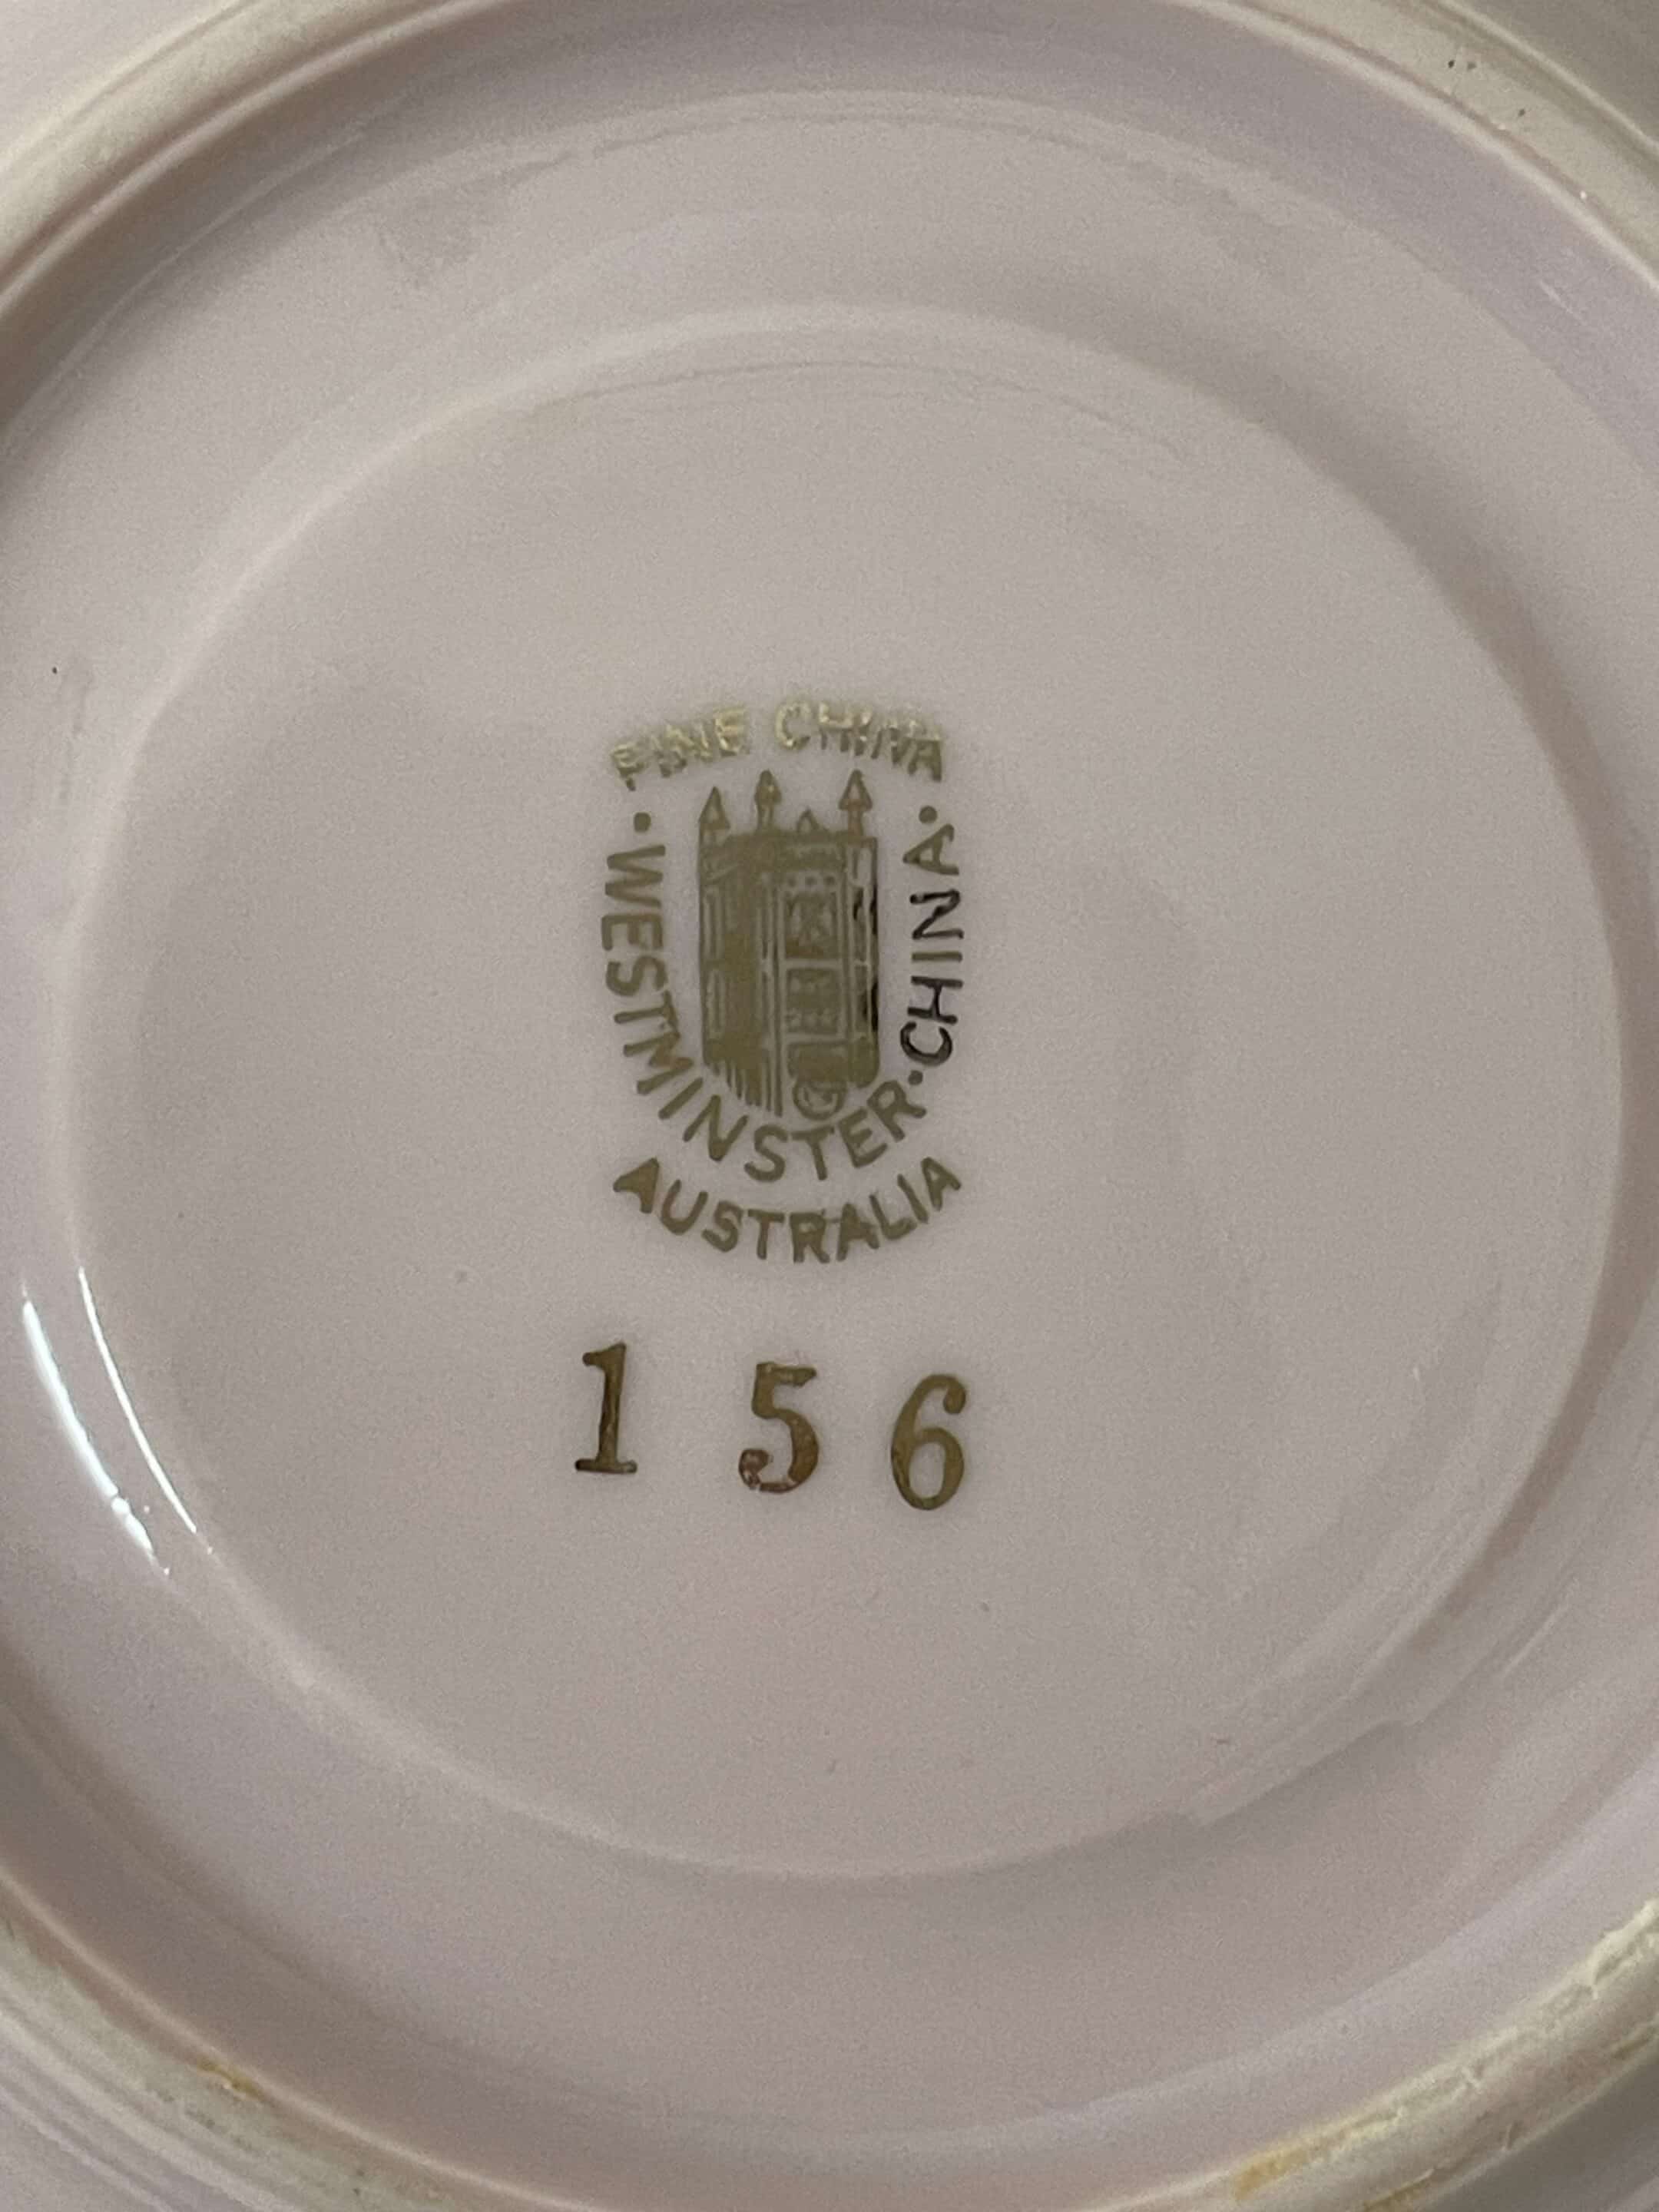 FINE CHINA
·WESTMINSTER·CHINA·
AUSTRALIA
156